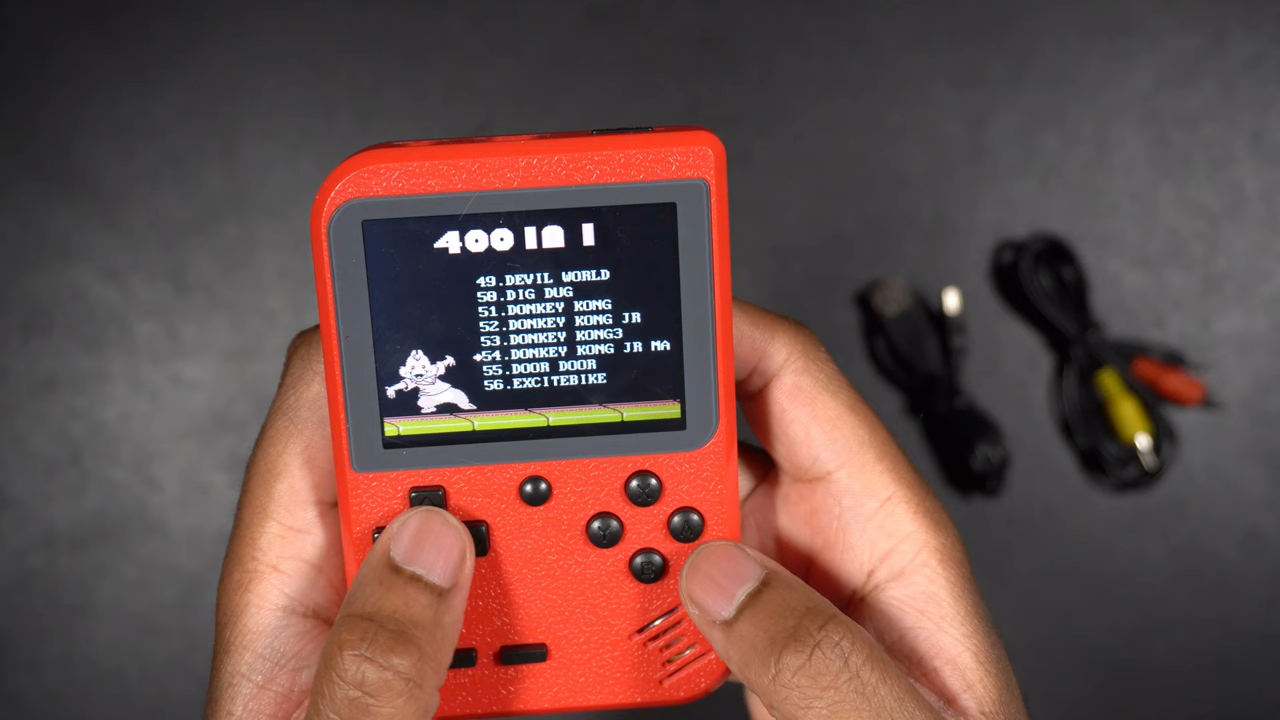 400 IN 1
49.DEVIL WORLD
50.DIG DUG
51.DONKEY KONG
52.DONKEY KONG JR
53.DONKEY KONG3
54.DONKEY KONG JR MA
55.DOOR DOOR
56.EXCITEBIKE
X
Y
A
B